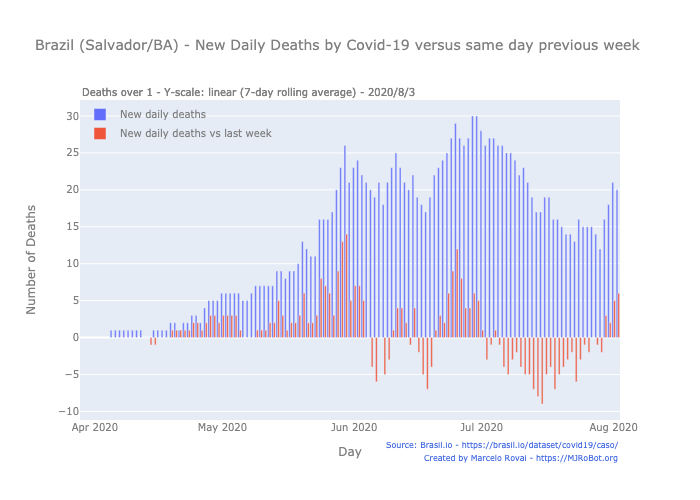 Brazil (Salvador/BA) - New Daily Deaths by Covid-19 versus same day previous week
Deaths over 1 - Y-scale: linear (7-day rolling average) - 2020/8/3
New daily deaths
New daily deaths vs last week
Number of Deaths
30
25
20
15
10
5
0
−5
−10
Apr 2020
May 2020
Jun 2020
Jul 2020
Aug 2020
Day
Source: Brasil.io - https://brasil.io/dataset/covid19/caso/
Created by Marcelo Rovai - https://MJRoBot.org